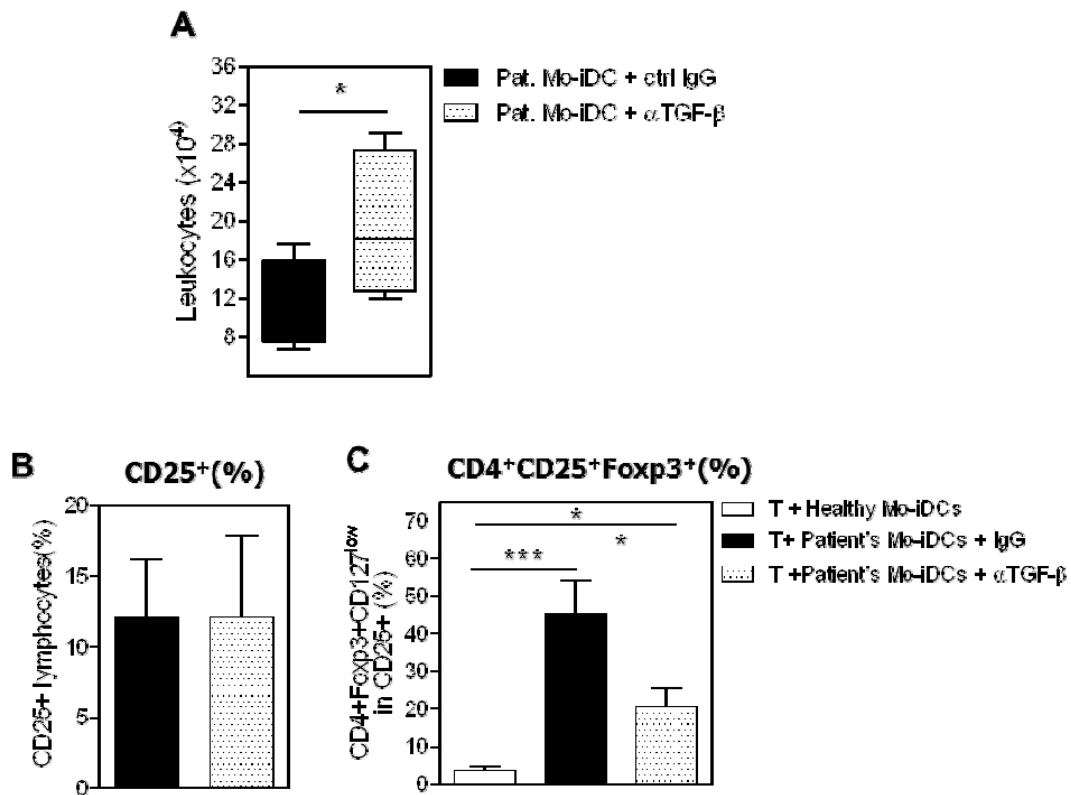 A
36
32
28
24
20
16
12
8
Leukocytes (x10⁴)
*
Pat. Mo-iDC + ctrl IgG
Pat. Mo-iDC + αTGF-β
B
CD25⁺(%)
20
15
10
5
0
CD25+ lymphocytes(%)
C
CD4⁺CD25⁺Foxp3⁺(%)
70
60
50
40
30
20
10
0
CD4+Foxp3+CD127ˡᵒʷ
in CD25+ (%)
*
*
***
T + Healthy Mo-iDCs
T+ Patient's Mo-iDCs + IgG
T +Patient's Mo-iDCs + αTGF-β